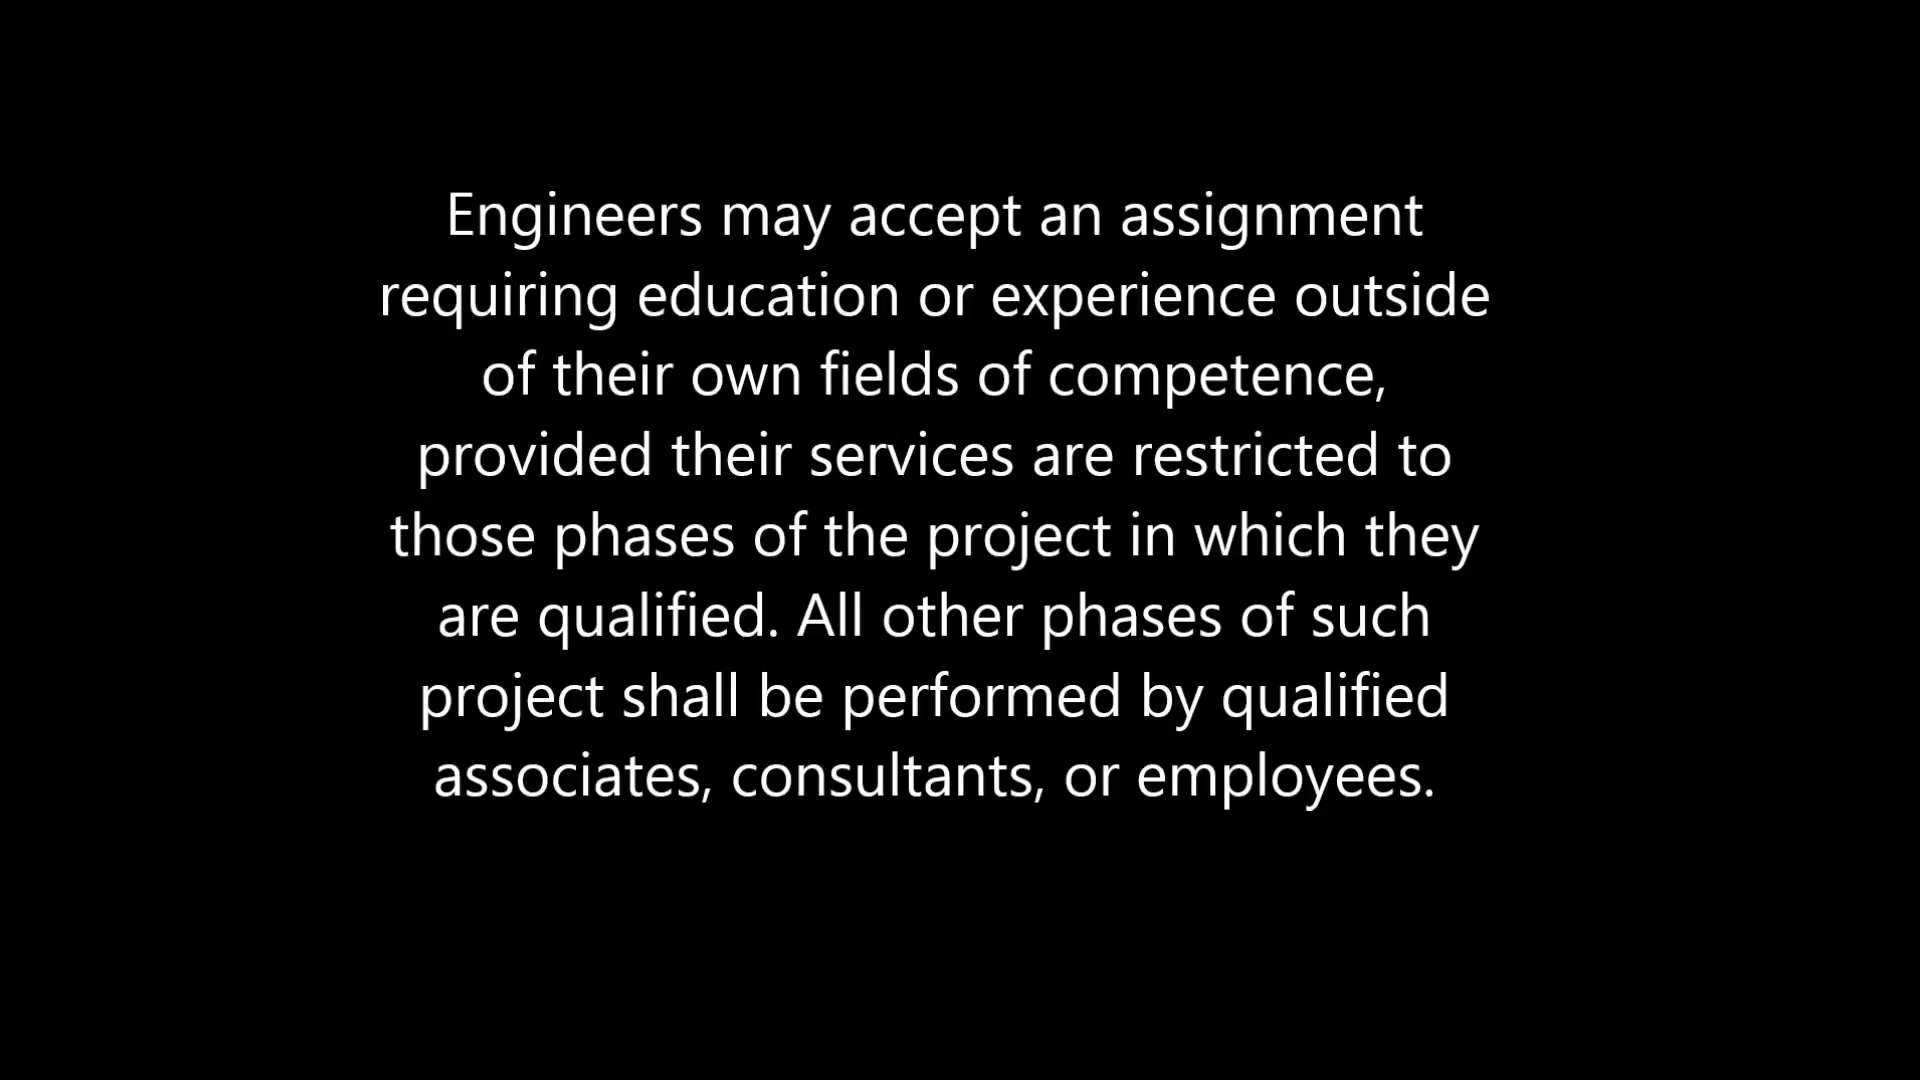 Engineers may accept an assignment
requiring education or experience outside
of their own fields of competence,
provided their services are restricted to
those phases of the project in which they
are qualified. All other phases of such
project shall be performed by qualified
associates, consultants, or employees.